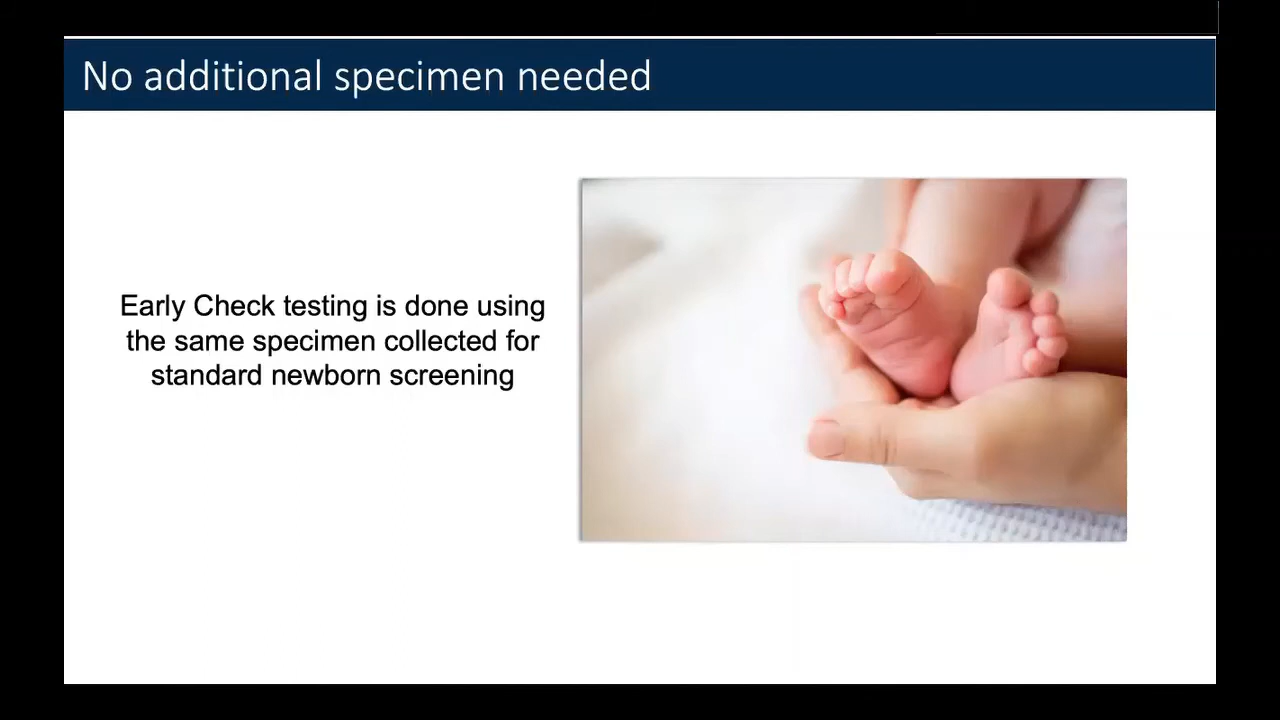 No additional specimen needed
Early Check testing is done using
the same specimen collected for
standard newborn screening